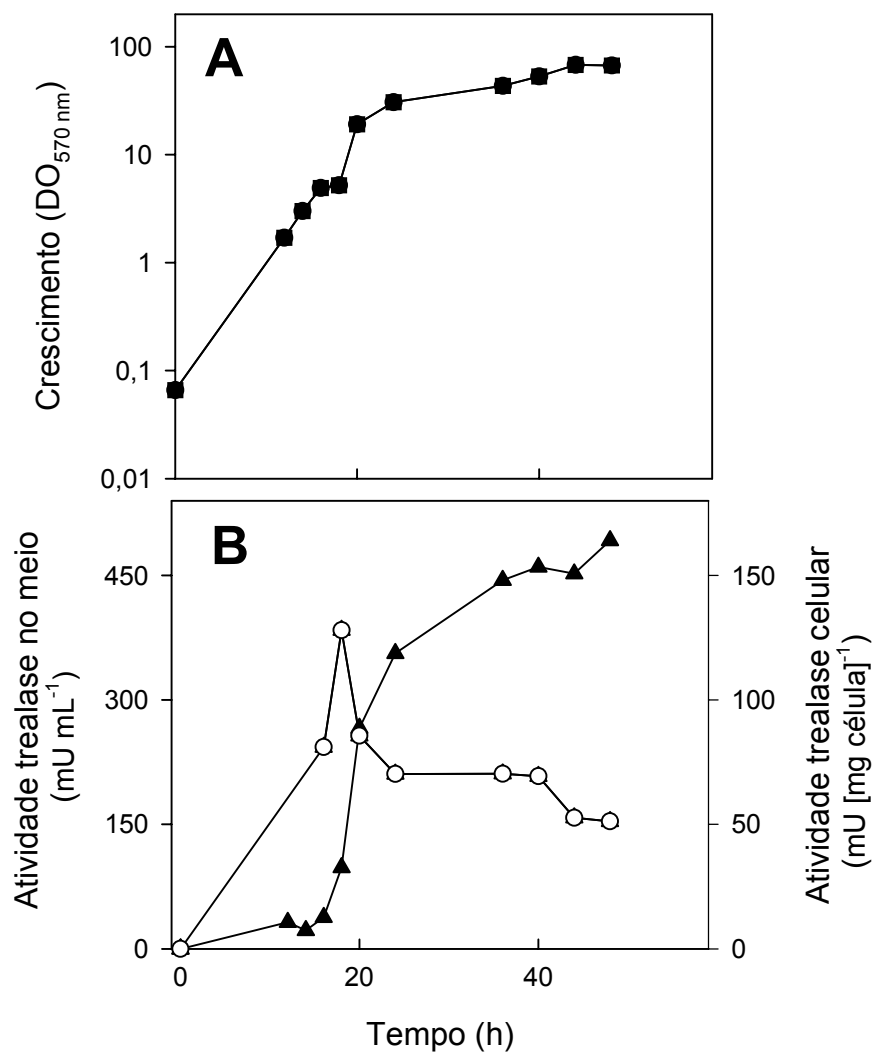 A
Crescimento (DO570 nm)
100
10
1
0,1
0,01
B
Atividade trealase no meio
(mU mL-1)
450
300
150
0
Atividade trealase celular
(mU [mg célula]-1)
150
100
50
0
0 20 40
Tempo (h)